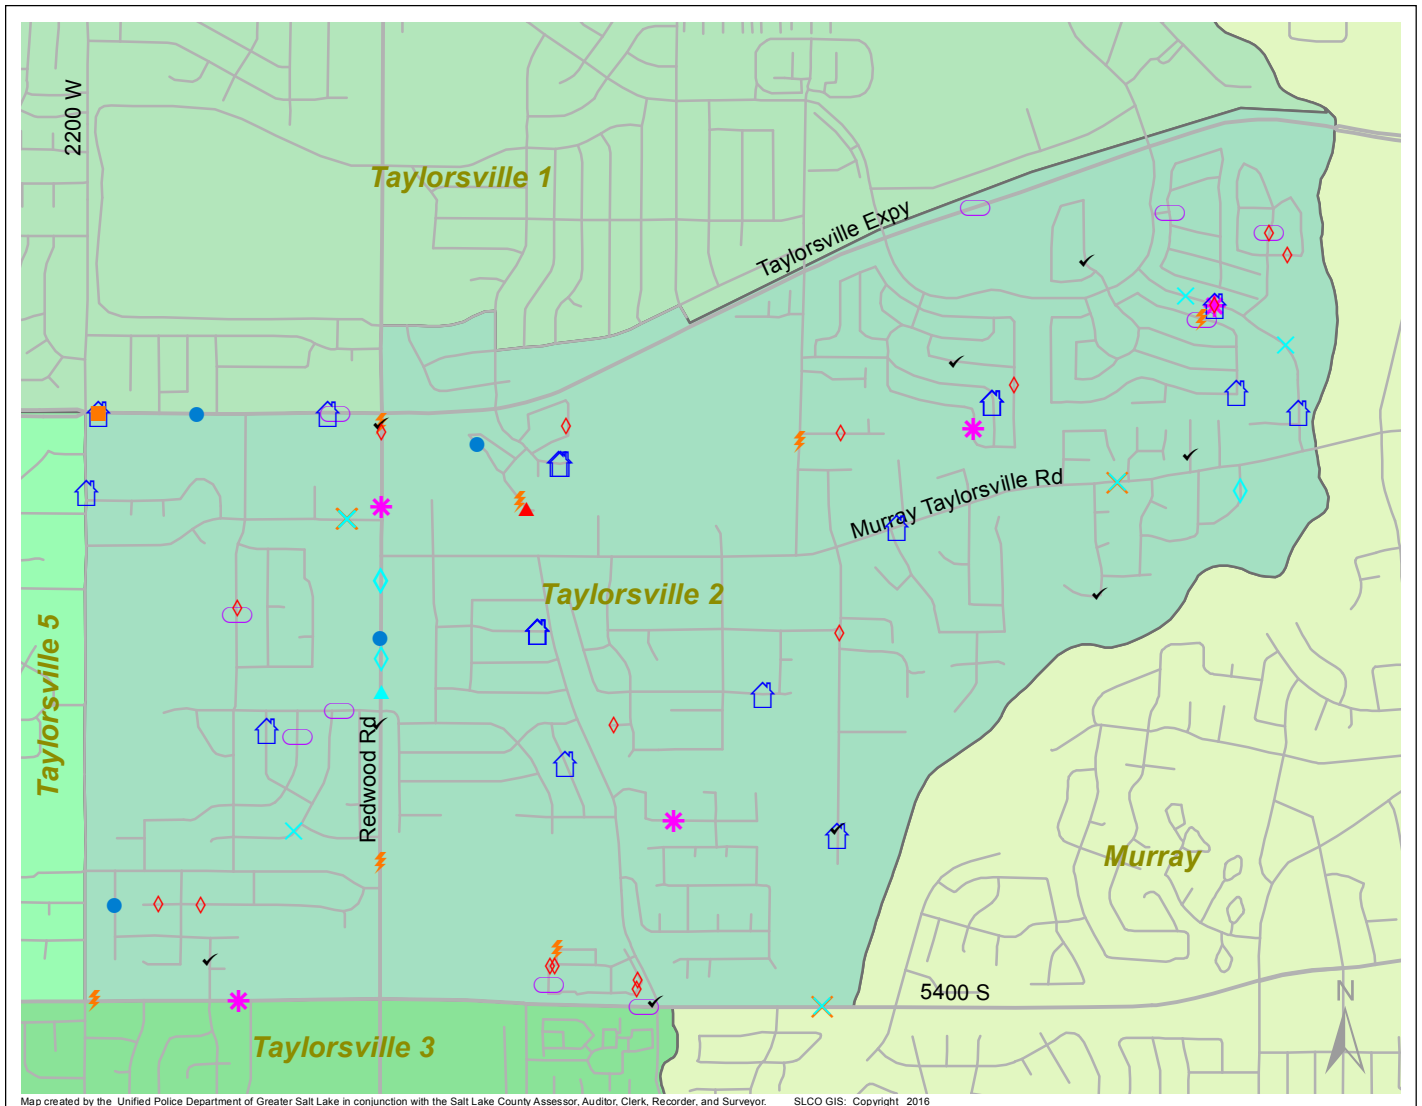 2200 W
Taylorsville 1
Taylorsville Expy
Murray Taylorsville Rd
Taylorsville 2
Taylorsville 5
Redwood Rd
Murray
5400 S
N
Taylorsville 3
Map created by the Unified Police Department of Greater Salt Lake in conjunction with the Salt Lake County Assessor, Auditor, Clerk, Recorder, and Surveyor. SLCO GIS: Copyright 2016